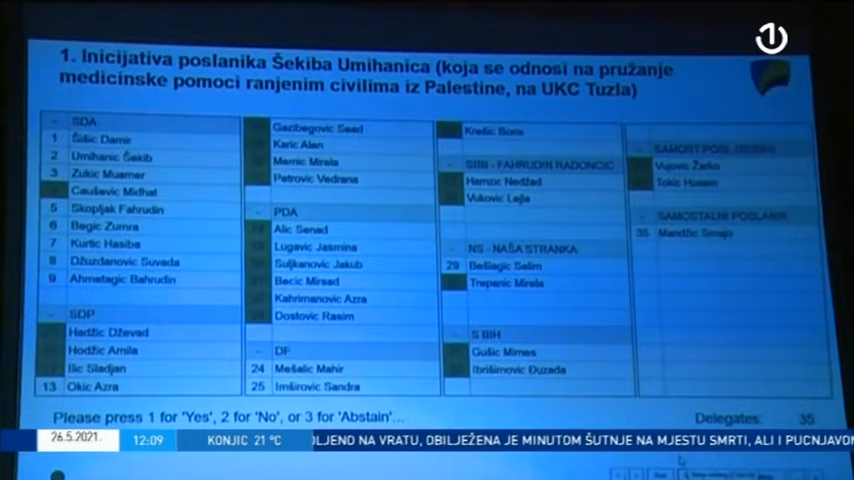 1. Inicijativa poslanika Šekiba Umihanica (koja se odnosi na pružanje
medicinske pomoci ranjenim civilima iz Palestine, na UKC Tuzla)
- SDA
1 Šišic Damir
2 Umihanic Šekib
3 Zukic Muamer
Cauševic Midhat
5 Skopljak Fahrudin
6 Begic Zumra
7 Kurtic Hasiba
8 Džuzdanovic Suvada
9 Ahmetagic Bahrudin
- SDP
Hadžic Dževad
Hodžic Amila
Ilic Sladjan
13 Okic Azra
Gazibegovic Sead
Karic Alen
Memic Mirela
Petrovic Vedrana
- PDA
Alic Senad
Lugavic Jasmina
Suljkanovic Jakub
Becic Mirsad
Kahrimanovic Azra
Dostovic Rasim
- DF
24 Mešalic Mahir
25 Imširovic Sandra
Krešic Boris
- SBB - FAHRUDIN RADONCIC
Hamzic Nedžad
Vukovic Lejla
- NS - NAŠA STRANKA
29 Bešlagic Selim
Trepanic Mirela
- S BIH
Gušic Mirnes
Ibrišimovic Đuzada
- SAMOST POSL
Vujovic Žarko
Tokic Husein
- SAMOSTALNI POSLANIK
35 Mandžic Smajo
Please press 1 for 'Yes', 2 for 'No', or 3 for 'Abstain'...
Delegates: 35
26.5.2021. 12:09 KONJIC 21 °C LJENO NA VRATU, OBILJEŽENA JE MINUTOM ŠUTNJE NA MJESTU SMRTI, ALI I PUCNJAVOM